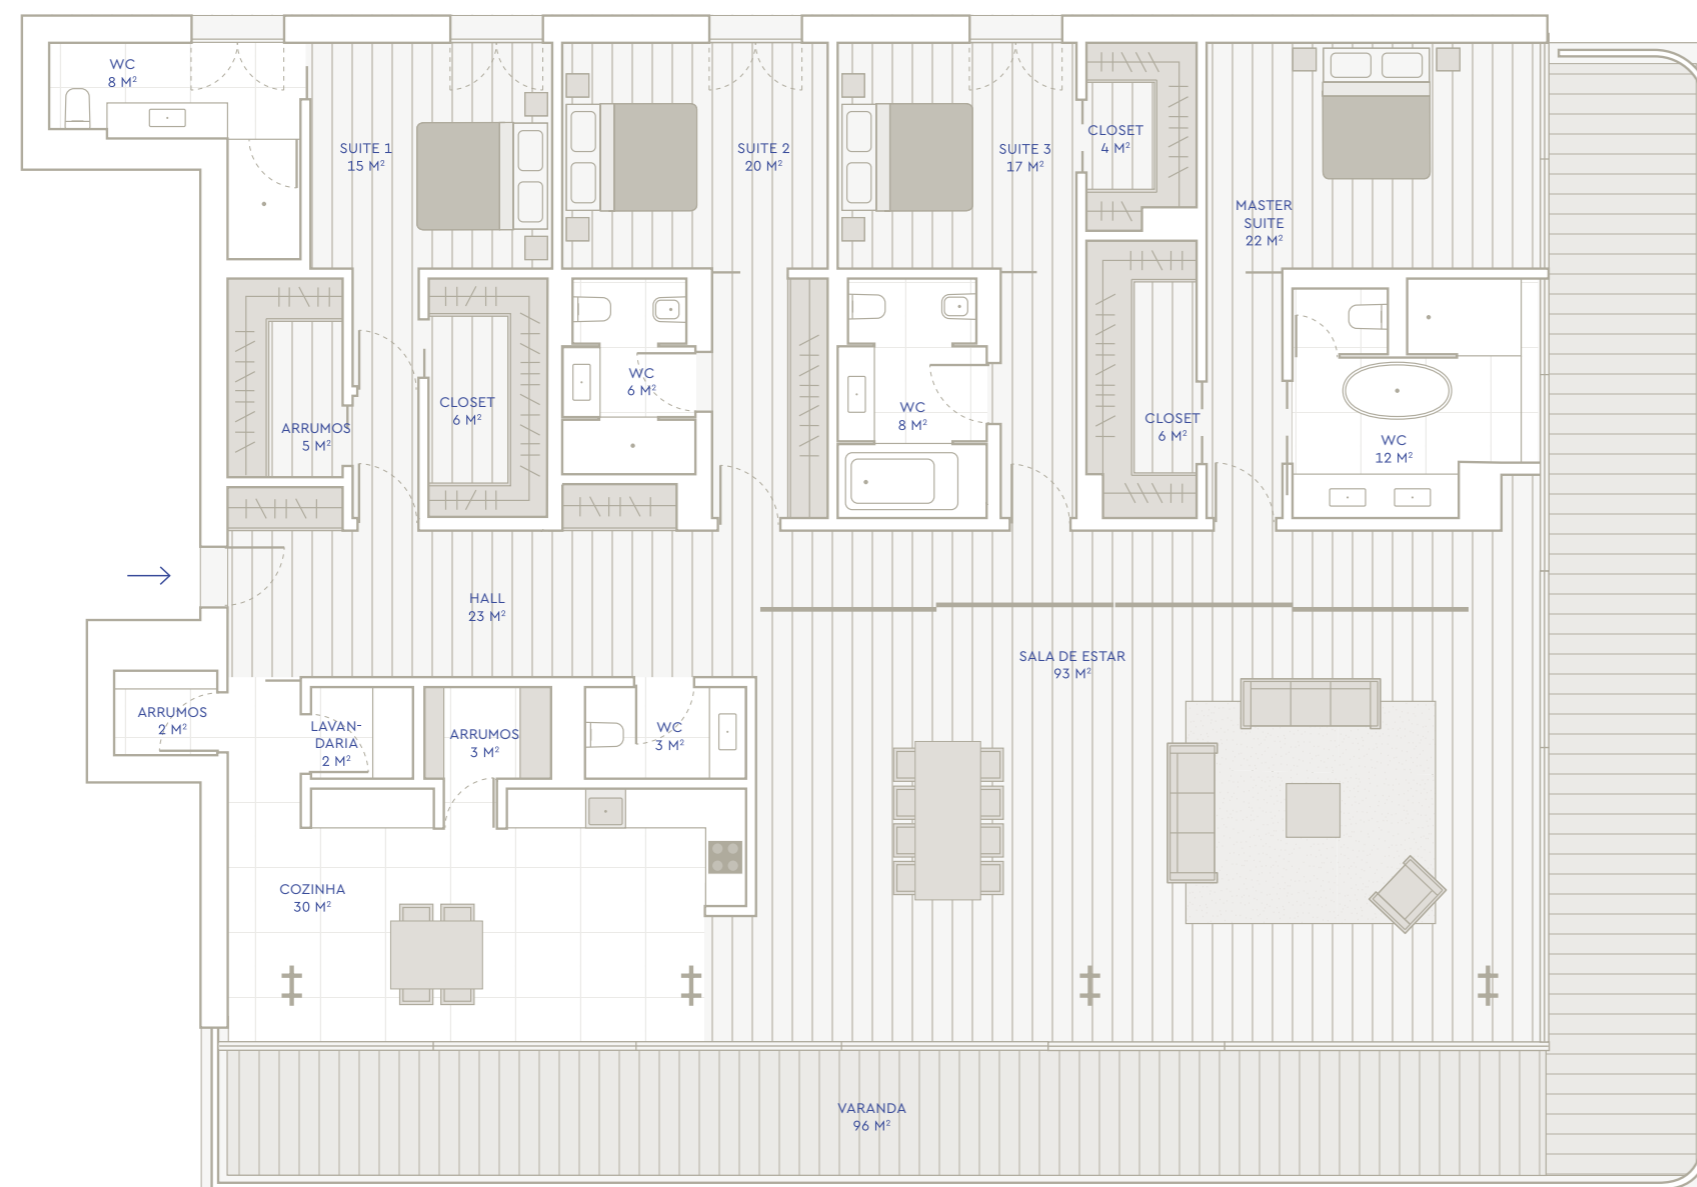 WC
8 M²
SUITE 1
15 M²
SUITE 2
20 M²
SUITE 3
17 M²
CLOSET
4 M²
MASTER
SUITE
22 M²
ARRUMOS
5 M²
CLOSET
6 M²
WC
6 M²
WC
8 M²
CLOSET
6 M²
WC
12 M²
HALL
23 M²
SALA DE ESTAR
93 M²
ARRUMOS
2 M²
LAVAN-
DARIA
2 M²
ARRUMOS
3 M²
WC
3 M²
COZINHA
30 M²
VARANDA
96 M²